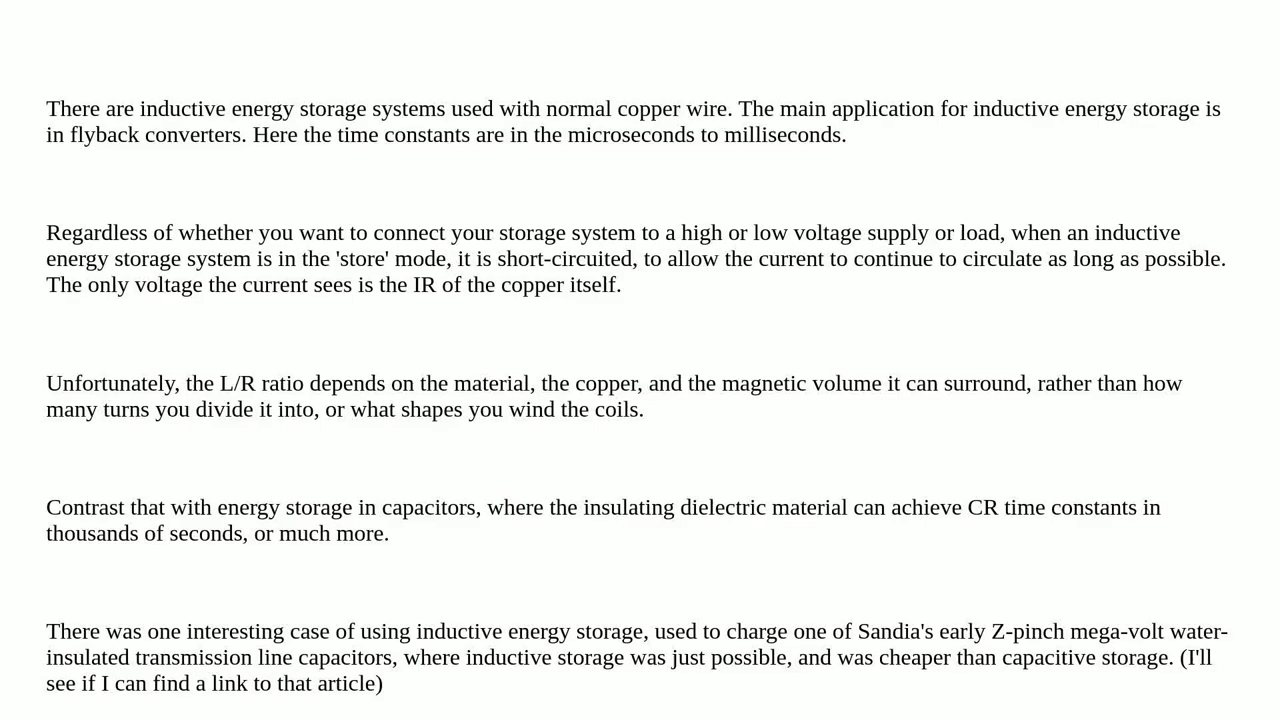 There are inductive energy storage systems used with normal copper wire. The main application for inductive energy storage is
in flyback converters. Here the time constants are in the microseconds to milliseconds.
Regardless of whether you want to connect your storage system to a high or low voltage supply or load, when an inductive
energy storage system is in the 'store' mode, it is short-circuited, to allow the current to continue to circulate as long as possible.
The only voltage the current sees is the IR of the copper itself.
Unfortunately, the L/R ratio depends on the material, the copper, and the magnetic volume it can surround, rather than how
many turns you divide it into, or what shapes you wind the coils.
Contrast that with energy storage in capacitors, where the insulating dielectric material can achieve CR time constants in
thousands of seconds, or much more.
There was one interesting case of using inductive energy storage, used to charge one of Sandia's early Z-pinch mega-volt water-
insulated transmission line capacitors, where inductive storage was just possible, and was cheaper than capacitive storage. (I'll
see if I can find a link to that article)